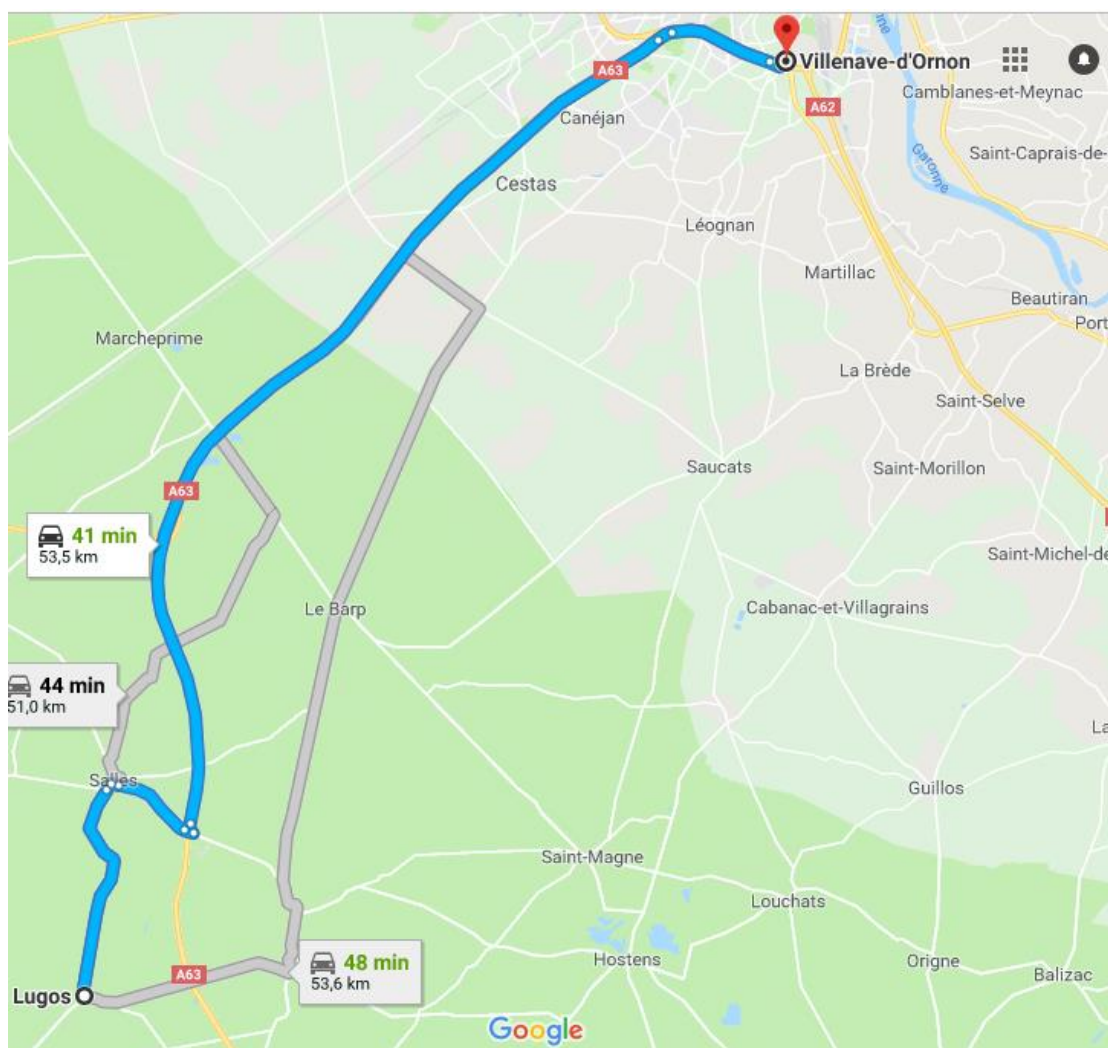 Villenave-d'Ornon
A63
A62
Camblanes-et-Meynac
Canéjan
Garonne
Saint-Caprais-de-
Cestas
Léognan
Martillac
Beautiran
Port
Marcheprime
La Brède
Saint-Selve
Saucats
Saint-Morillon
A63
41 min
53,5 km
Saint-Michel-de
Le Barp
Cabanac-et-Villagrains
44 min
51,0 km
La
Salles
Guillos
Saint-Magne
Louchats
48 min
53,6 km
A63
Hostens
Origne
Balizac
Lugos
Google